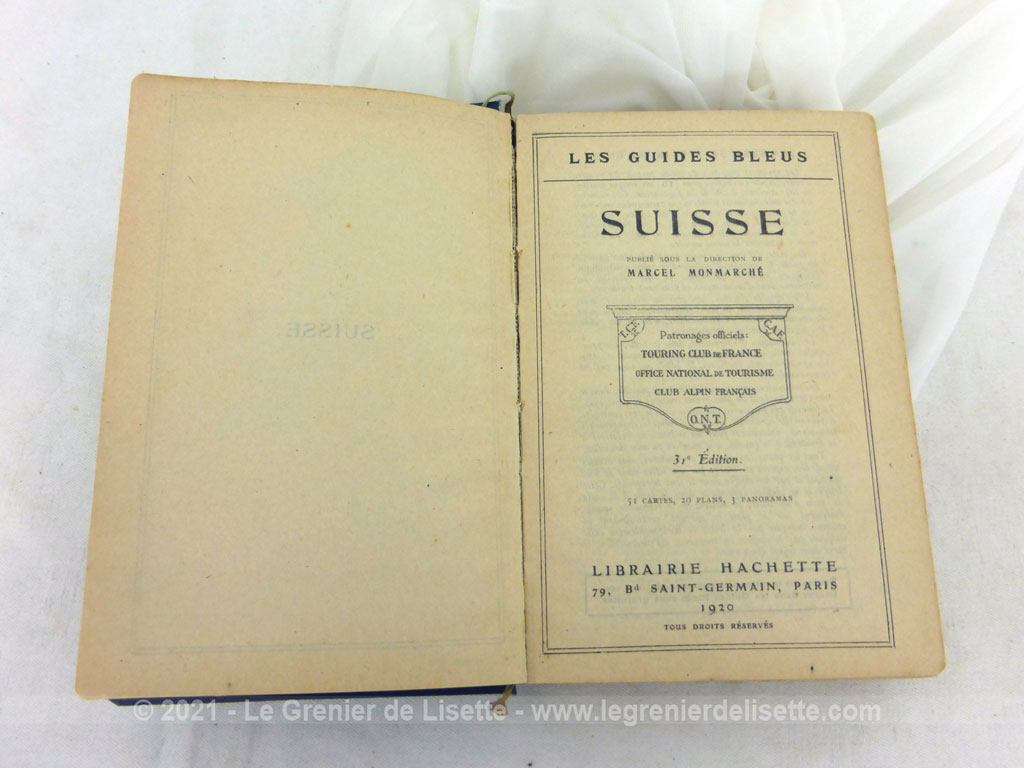 SUISSE
LES GUIDES BLEUS
SUISSE
PUBLIÉ SOUS LA DIRECTION DE
MARCEL MONMARCHÉ
T.C.F. C.A.F.
Patronages officiels:
TOURING CLUB DE FRANCE
OFFICE NATIONAL DE TOURISME
CLUB ALPIN FRANÇAIS
O.N.T.
31e Édition.
51 CARTES, 20 PLANS, 3 PANORAMAS
LIBRAIRIE HACHETTE
79, Bd SAINT-GERMAIN, PARIS
1920
TOUS DROITS RÉSERVÉS
© 2021 - Le Grenier de Lisette - www.legrenierdelisette.com